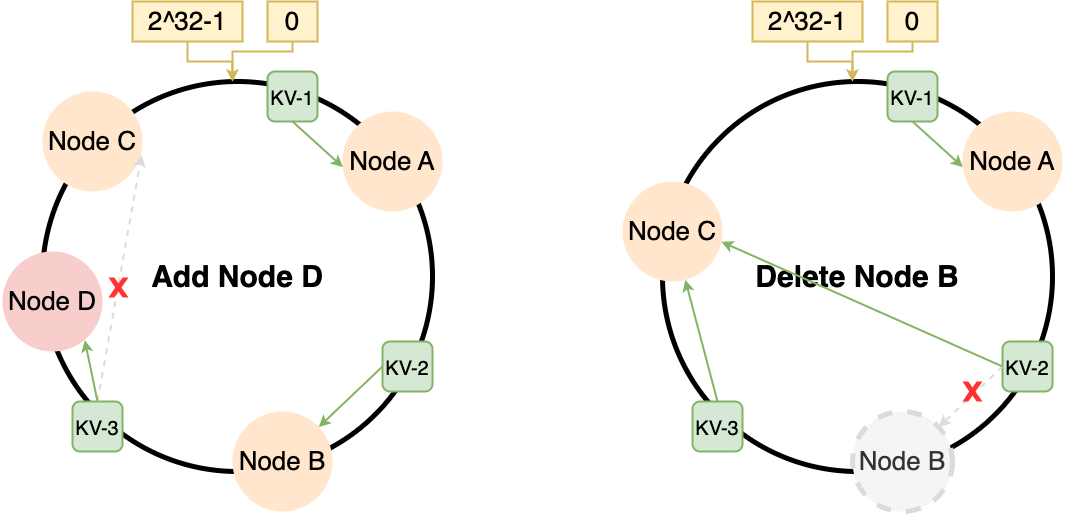 2^32-1
0
KV-1
Node C
Node A
Add Node D
Node D
X
KV-2
KV-3
Node B
2^32-1
0
KV-1
Node A
Node C
Delete Node B
KV-2
X
KV-3
Node B